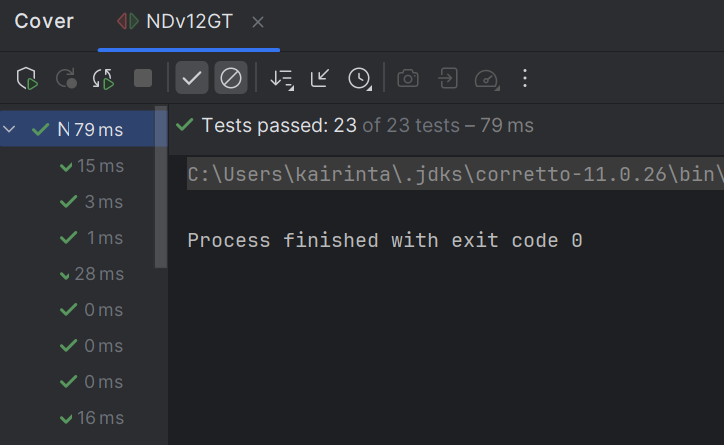 Cover NDv12GT
N 79 ms
Tests passed: 23 of 23 tests – 79 ms
15 ms
C:\Users\kairinta\.jdks\corretto-11.0.26\bin\
3 ms
1 ms
Process finished with exit code 0
28 ms
0 ms
0 ms
0 ms
16 ms